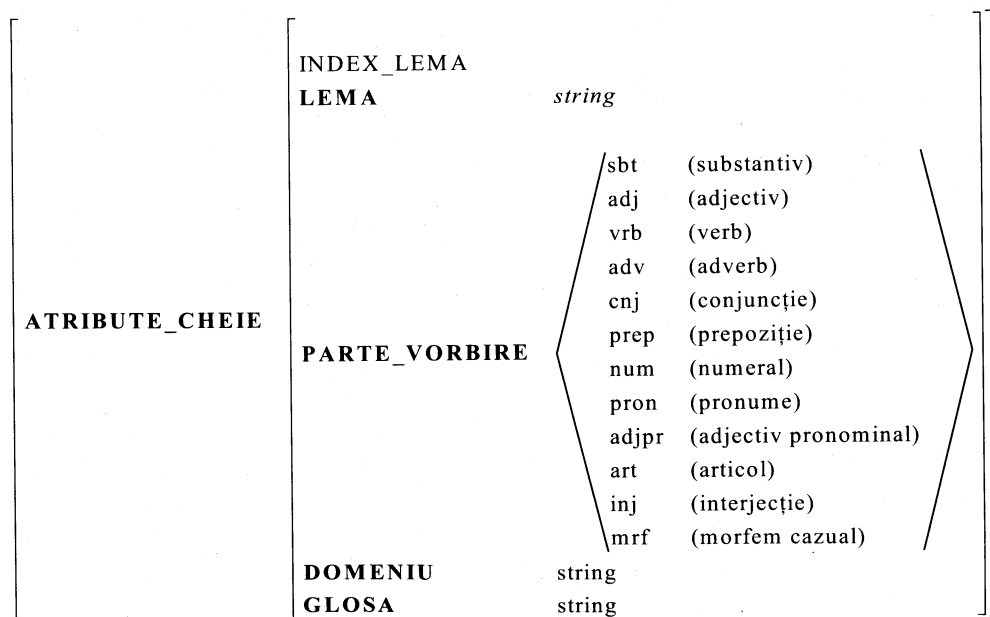 INDEX_LEMA
LEMA string
sbt (substantiv)
adj (adjectiv)
vrb (verb)
adv (adverb)
cnj (conjuncție)
ATRIBUTE_CHEIE
prep (prepoziție)
PARTE_VORBIRE
num (numeral)
pron (pronume)
adjpr (adjectiv pronominal)
art (articol)
inj (interjecție)
mrf (morfem cazual)
DOMENIU string
GLOSA string